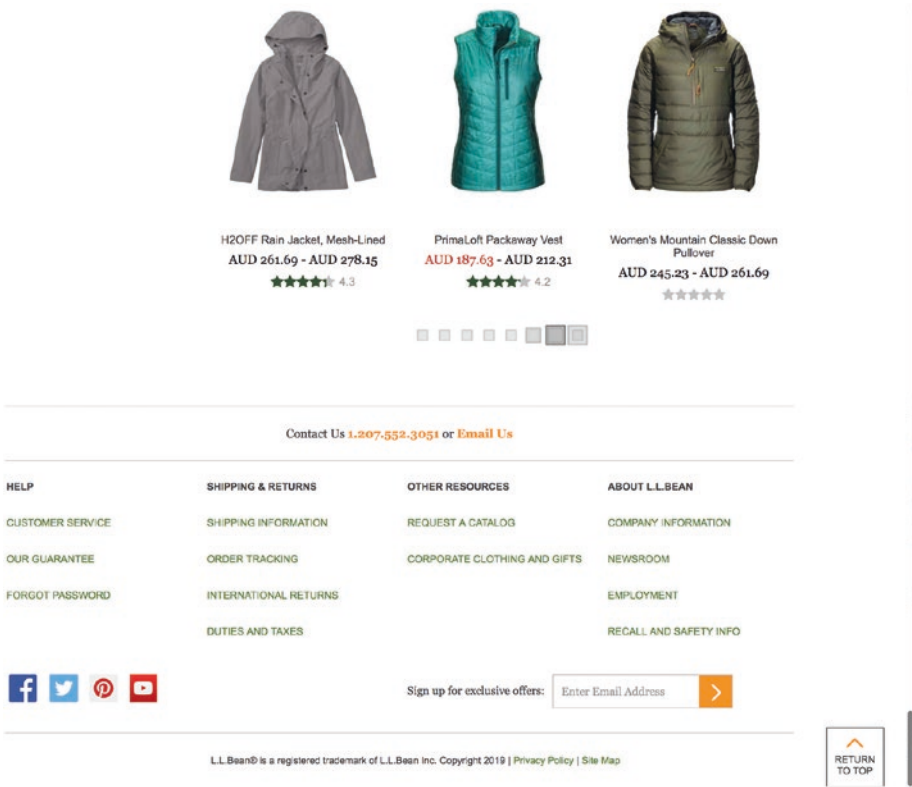 H2OFF Rain Jacket, Mesh-Lined
AUD 261.69 - AUD 278.15
4.3
PrimaLoft Packaway Vest
AUD 187.63 - AUD 212.31
4.2
Women's Mountain Classic Down
Pullover
AUD 245.23 - AUD 261.69
Contact Us 1.207.552.3051 or Email Us
HELP
CUSTOMER SERVICE
OUR GUARANTEE
FORGOT PASSWORD
SHIPPING & RETURNS
SHIPPING INFORMATION
ORDER TRACKING
INTERNATIONAL RETURNS
DUTIES AND TAXES
OTHER RESOURCES
REQUEST A CATALOG
CORPORATE CLOTHING AND GIFTS
ABOUT L.L.BEAN
COMPANY INFORMATION
NEWSROOM
EMPLOYMENT
RECALL AND SAFETY INFO
Sign up for exclusive offers: Enter Email Address
L.L.Bean® is a registered trademark of L.L.Bean Inc. Copyright 2019 | Privacy Policy | Site Map
RETURN
TO TOP